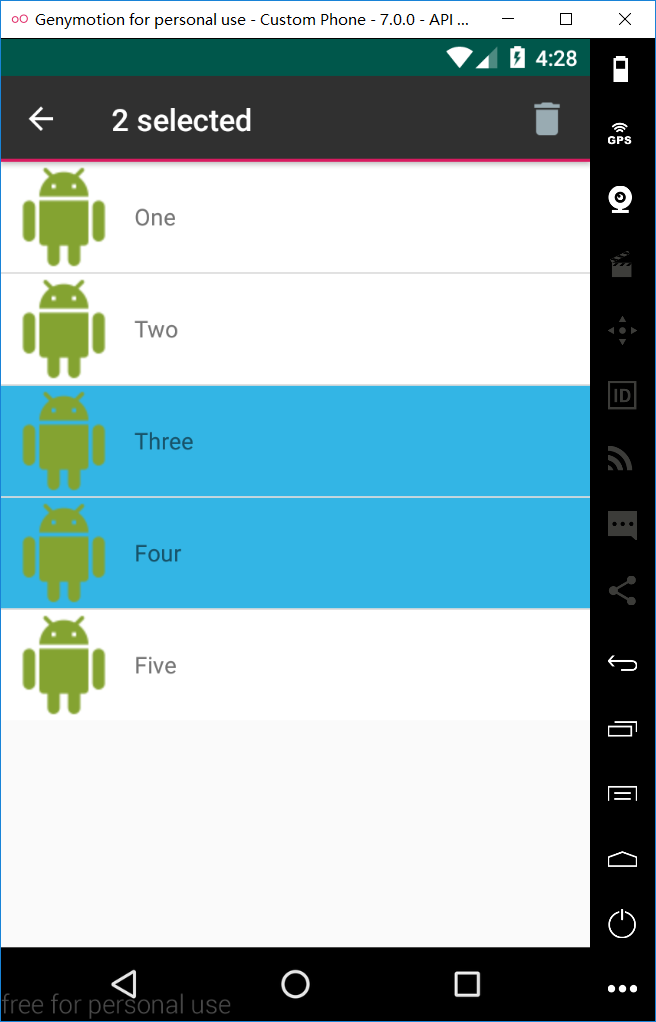 Genymotion for personal use - Custom Phone - 7.0.0 - API ...
4:28
2 selected
GPS
One
Two
Three
ID
Four
Five
free for personal use